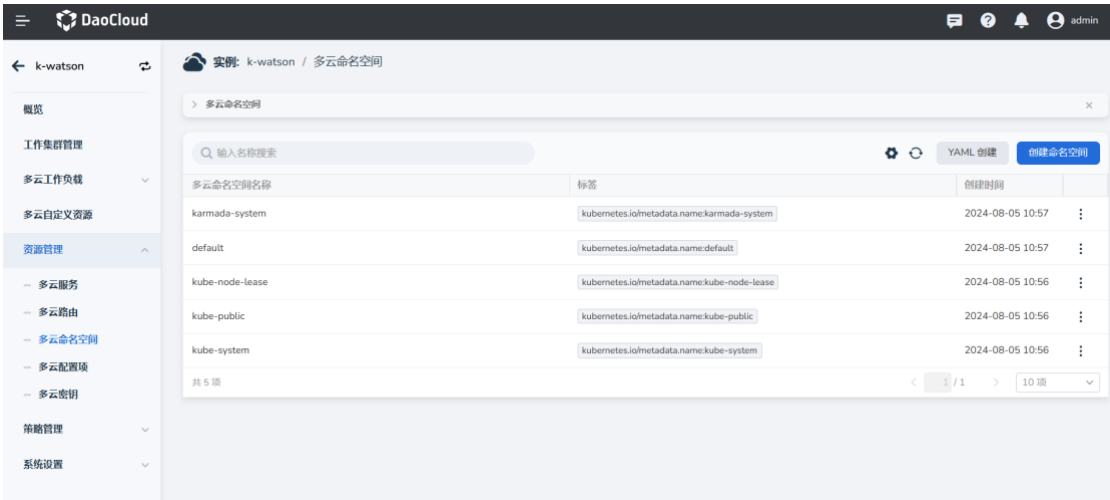 DaoCloud
admin
k-watson
实例: k-watson / 多云命名空间
概览
多云命名空间
工作集群管理
输入名称搜索
YAML 创建
创建命名空间
多云工作负载
多云命名空间名称
标签
创建时间
多云自定义资源
karmada-system
kubernetes.io/metadata.name:karmada-system
2024-08-05 10:57
资源管理
default
kubernetes.io/metadata.name:default
2024-08-05 10:57
多云服务
kube-node-lease
kubernetes.io/metadata.name:kube-node-lease
2024-08-05 10:56
多云路由
kube-public
kubernetes.io/metadata.name:kube-public
2024-08-05 10:56
多云命名空间
kube-system
kubernetes.io/metadata.name:kube-system
2024-08-05 10:56
多云配置项
共 5 项
1 / 1
10 项
多云密钥
策略管理
系统设置